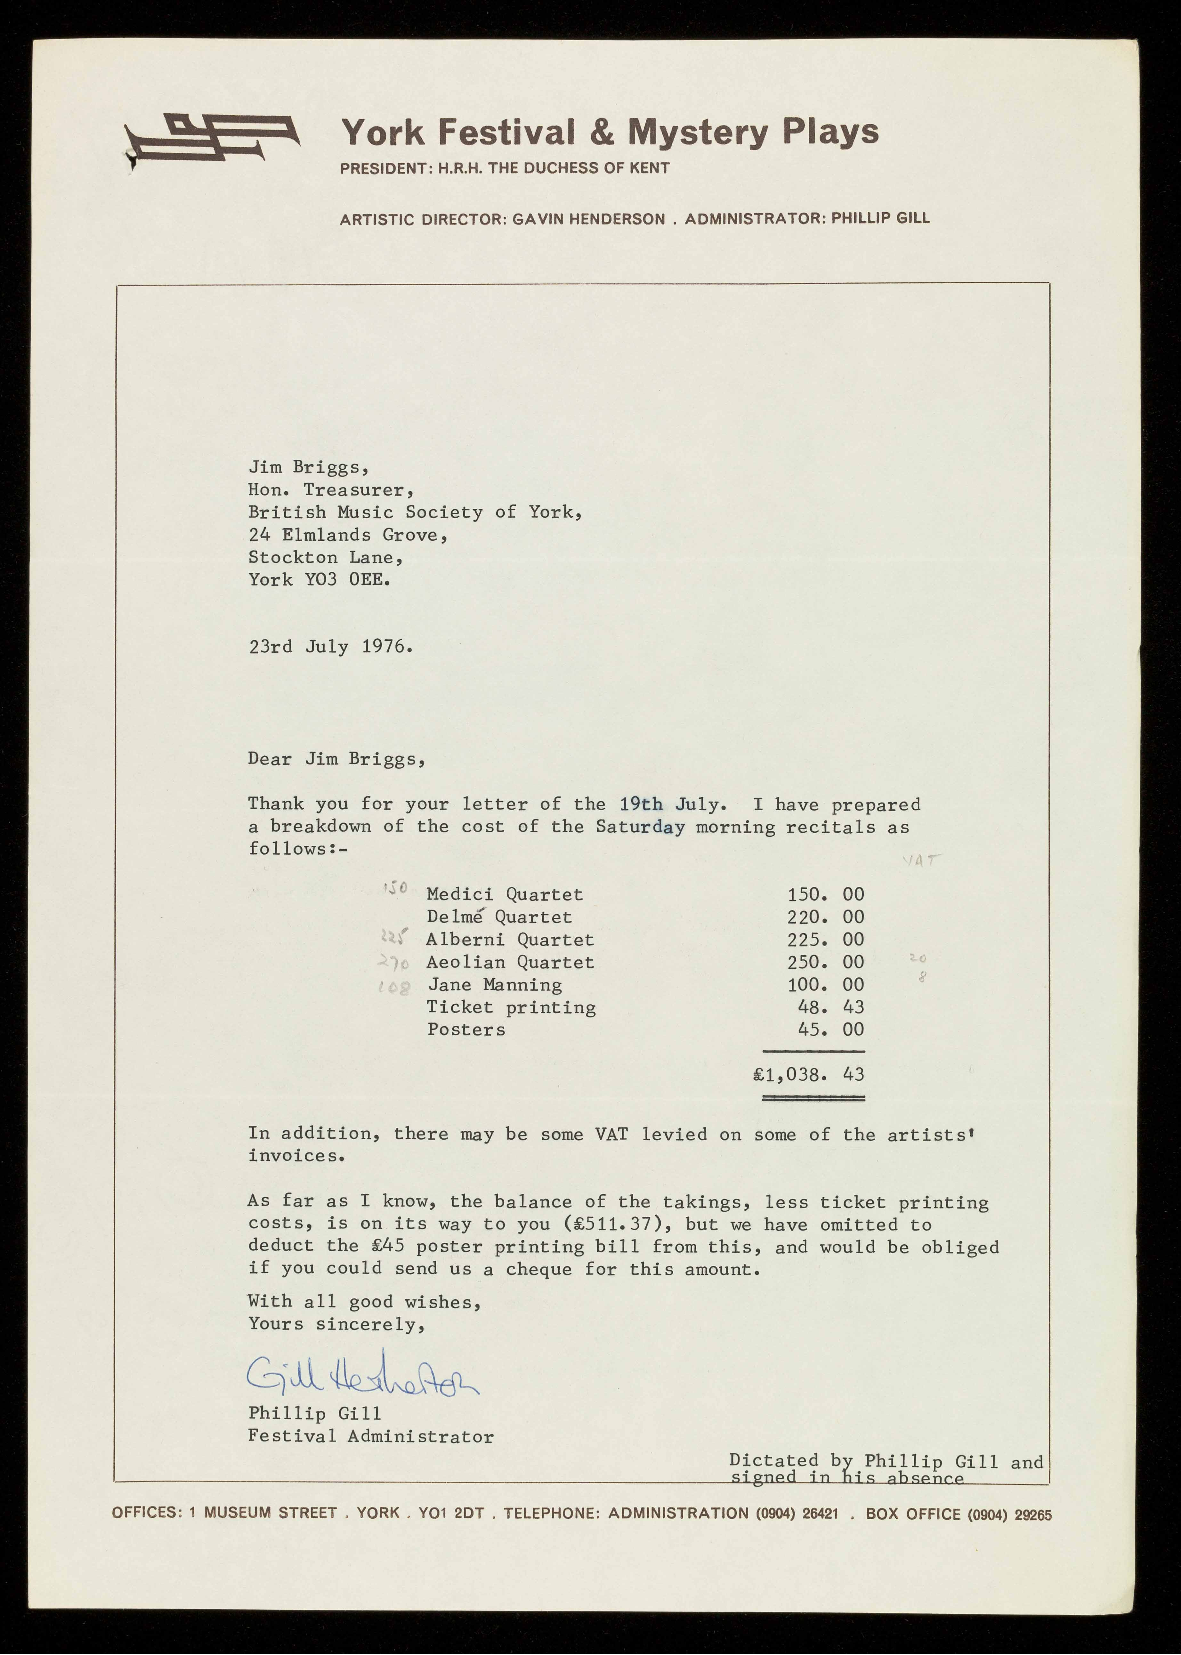 York Festival & Mystery Plays
PRESIDENT: H.R.H. THE DUCHESS OF KENT
ARTISTIC DIRECTOR: GAVIN HENDERSON . ADMINISTRATOR: PHILLIP GILL
Jim Briggs,
Hon. Treasurer,
British Music Society of York,
24 Elmlands Grove,
Stockton Lane,
York YO3 0EE.
23rd July 1976.
Dear Jim Briggs,
Thank you for your letter of the 19th July. I have prepared
a breakdown of the cost of the Saturday morning recitals as
follows:-
VAT
150 Medici Quartet 150. 00
Delmé Quartet 220. 00
225 Alberni Quartet 225. 00
270 Aeolian Quartet 250. 00 20
108 Jane Manning 100. 00 8
Ticket printing 48. 43
Posters 45. 00
£1,038. 43
In addition, there may be some VAT levied on some of the artists'
invoices.
As far as I know, the balance of the takings, less ticket printing
costs, is on its way to you (£511.37), but we have omitted to
deduct the £45 poster printing bill from this, and would be obliged
if you could send us a cheque for this amount.
With all good wishes,
Yours sincerely,
Gill
Phillip Gill
Festival Administrator
Dictated by Phillip Gill and
signed in his absence
OFFICES: 1 MUSEUM STREET . YORK . YO1 2DT . TELEPHONE: ADMINISTRATION (0904) 26421 . BOX OFFICE (0904) 29265